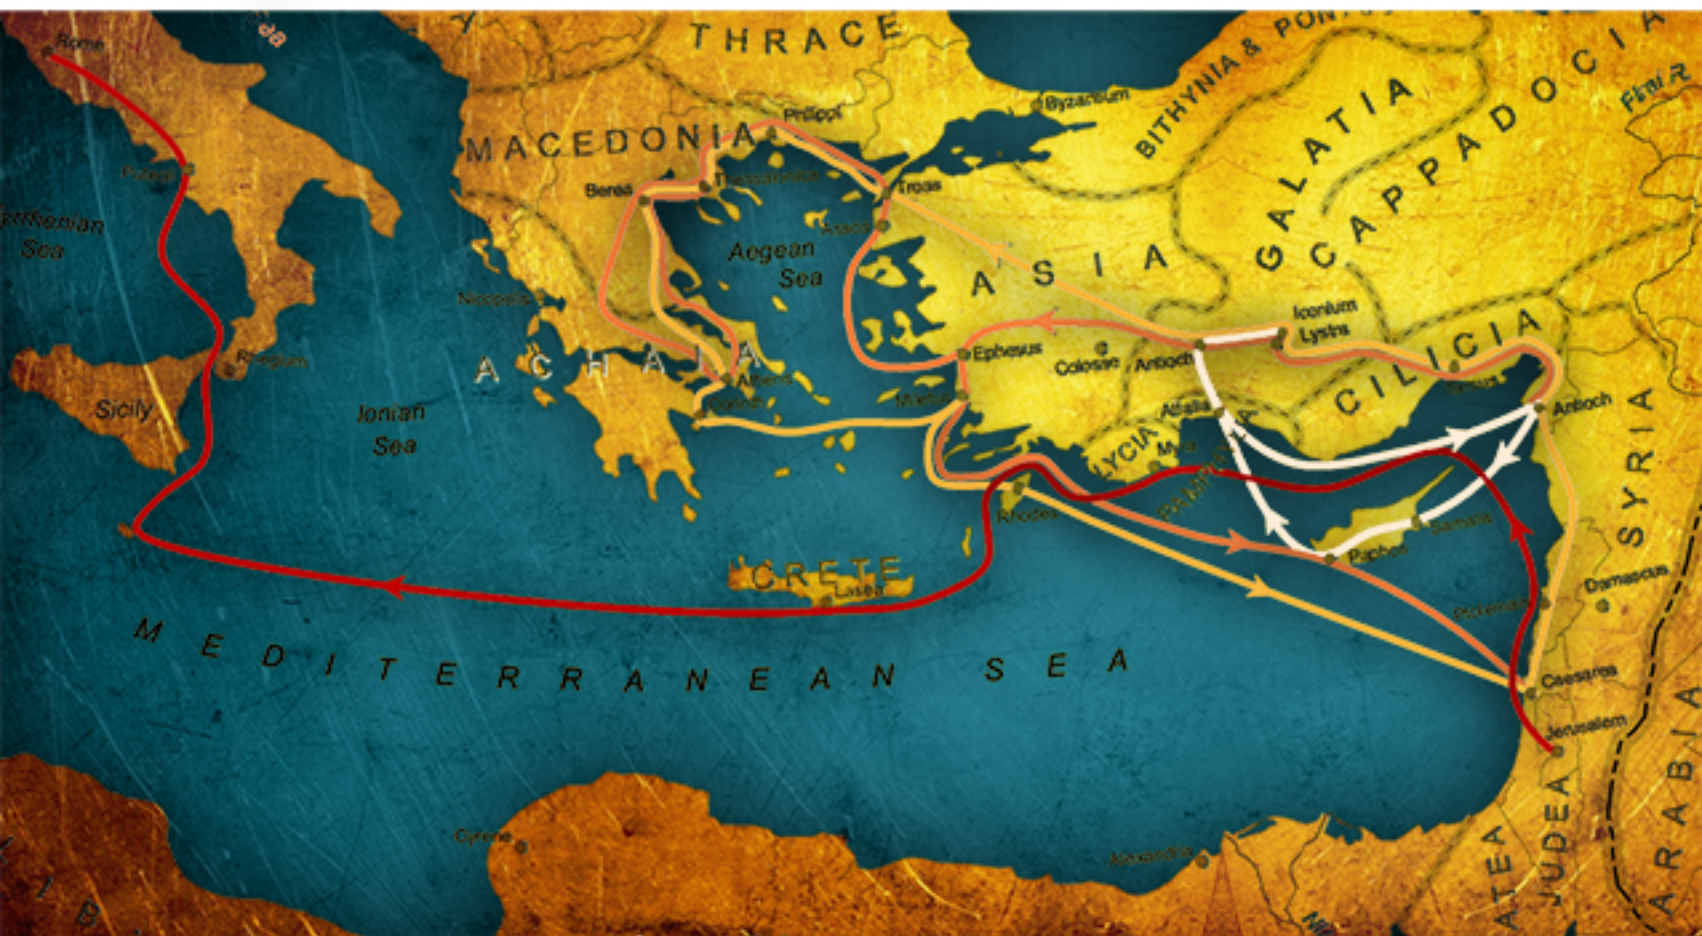 THRACE
BITHYNIA & PONT
CAPPADOCIA
GALATIA
Rome
Byzantium
Philippi
MACEDONIA
Thessalonica
Berea
Troas
Puteoli
Assos
Tyrrhenian
Sea
Aegean
Sea
ASIA
Nicopolis
Iconium
Lystra
CILICIA
Rhegium
ACHAIA
Ephesus
Colosse
Antioch
Athens
Corinth
Miletus
Attalia
Antioch
Sicily
Ionian
Sea
LYCIA
Myra
SYRIA
Rhodes
Salamis
Paphos
CRETE
Lasea
Damascus
Ptolemais
MEDITERRANEAN SEA
Caesarea
Jerusalem
Cyrene
Alexandria
JUDEA
ARABIA
ATEA